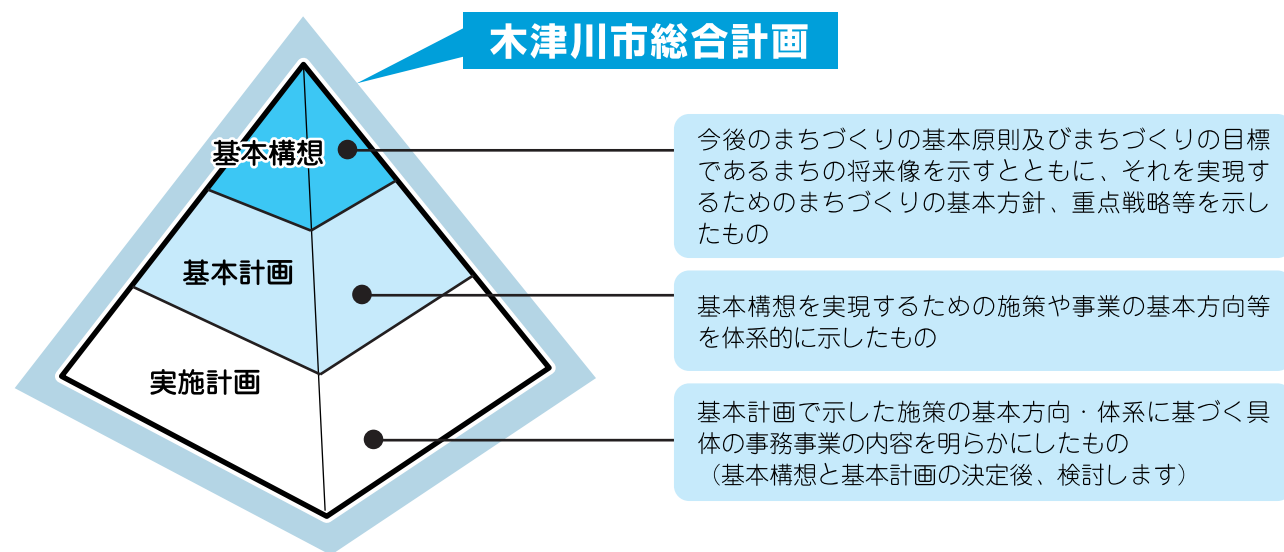 木津川市総合計画
基本構想
今後のまちづくりの基本原則及びまちづくりの目標
であるまちの将来像を示すとともに、それを実現す
るためのまちづくりの基本方針、重点戦略等を示し
たもの
基本計画
基本構想を実現するための施策や事業の基本方向等
を体系的に示したもの
実施計画
基本計画で示した施策の基本方向・体系に基づく具
体の事務事業の内容を明らかにしたもの
（基本構想と基本計画の決定後、検討します）